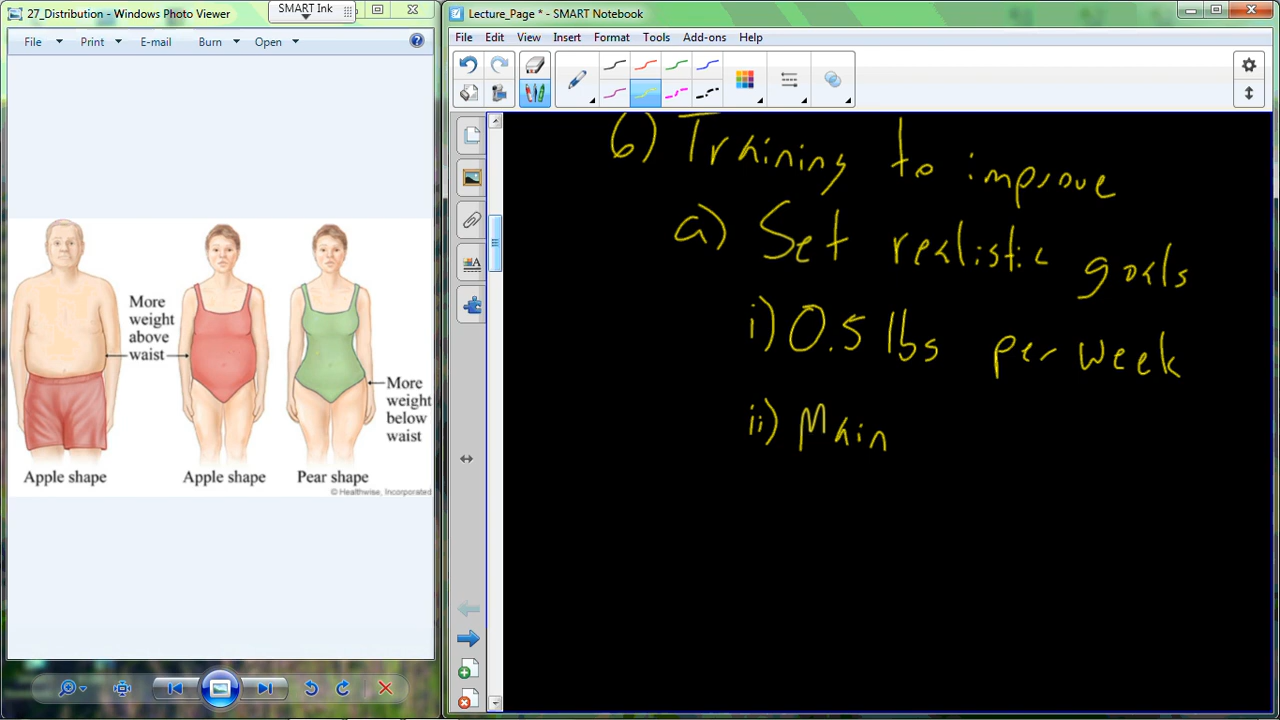 27_Distribution - Windows Photo Viewer
SMART Ink
File Print E-mail Burn Open
More
weight
above
waist
More
weight
below
waist
Apple shape Apple shape Pear shape
© Healthwise, Incorporated
Lecture_Page * - SMART Notebook
File Edit View Insert Format Tools Add-ons Help
6) Training to improve
a) Set realistic goals
i) 0.5 lbs per week
ii) Main